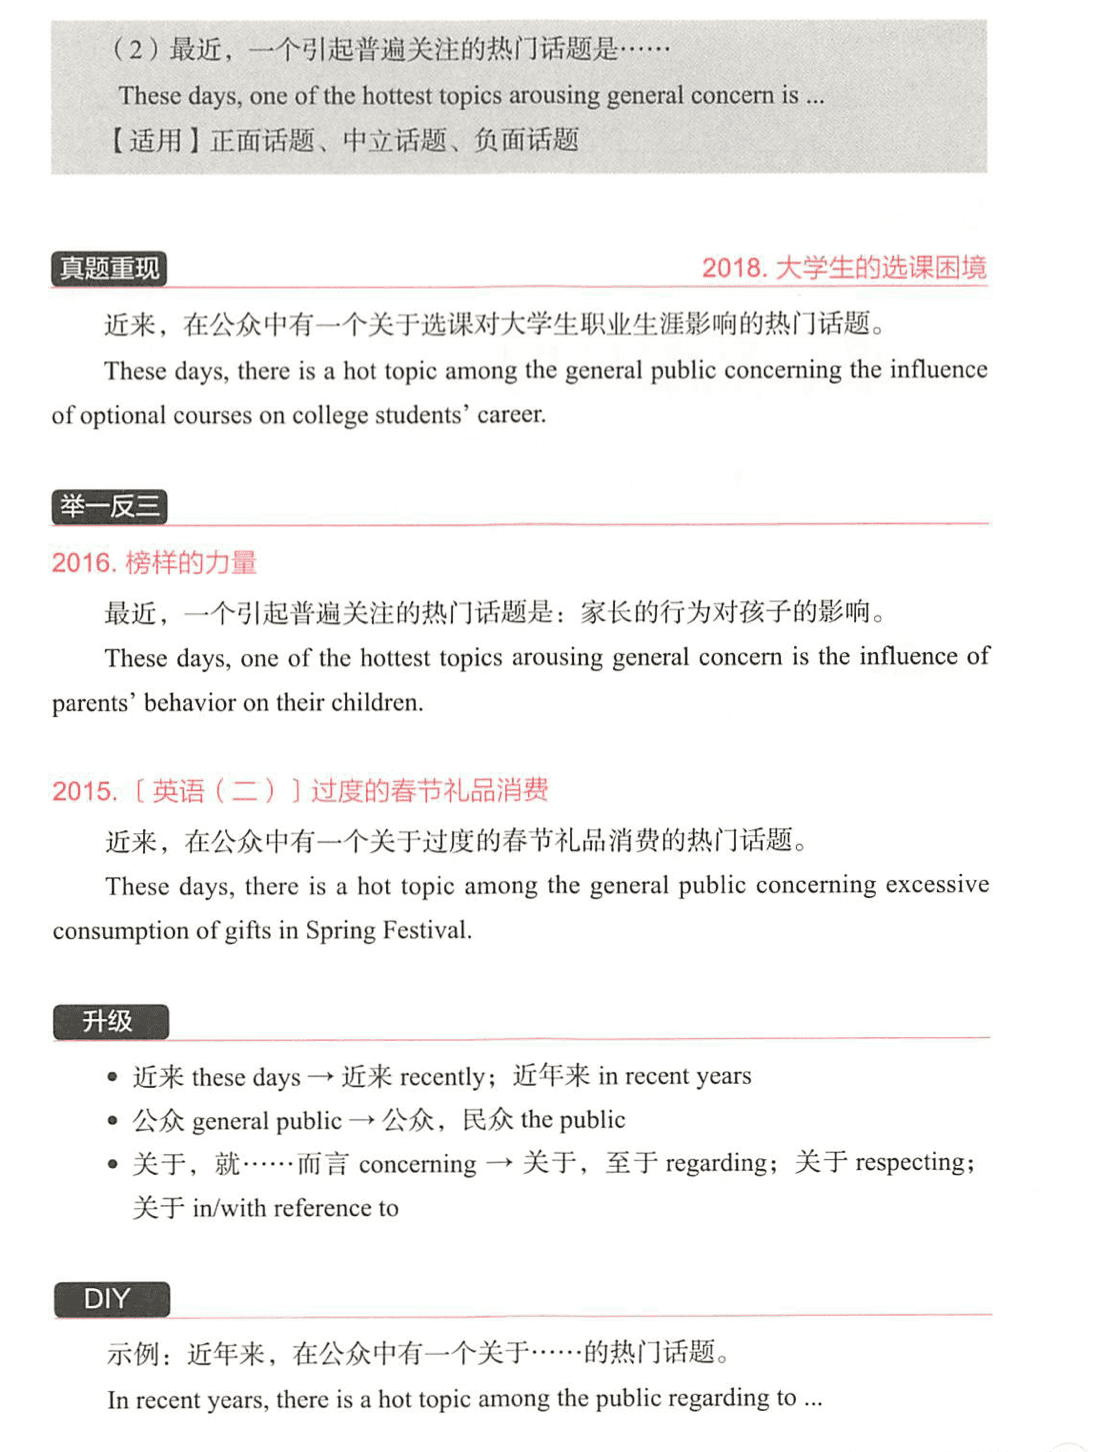 （2）最近，一个引起普遍关注的热门话题是……
These days, one of the hottest topics arousing general concern is ...
【适用】正面话题、中立话题、负面话题
真题重现
2018. 大学生的选课困境
近来，在公众中有一个关于选课对大学生职业生涯影响的热门话题。
These days, there is a hot topic among the general public concerning the influence
of optional courses on college students’ career.
举一反三
2016. 榜样的力量
最近，一个引起普遍关注的热门话题是：家长的行为对孩子的影响。
These days, one of the hottest topics arousing general concern is the influence of
parents’ behavior on their children.
2015.〔英语（二）〕过度的春节礼品消费
近来，在公众中有一个关于过度的春节礼品消费的热门话题。
These days, there is a hot topic among the general public concerning excessive
consumption of gifts in Spring Festival.
升级
• 近来 these days → 近来 recently；近年来 in recent years
• 公众 general public → 公众，民众 the public
• 关于，就……而言 concerning → 关于，至于 regarding；关于 respecting；
关于 in/with reference to
DIY
示例：近年来，在公众中有一个关于……的热门话题。
In recent years, there is a hot topic among the public regarding to ...